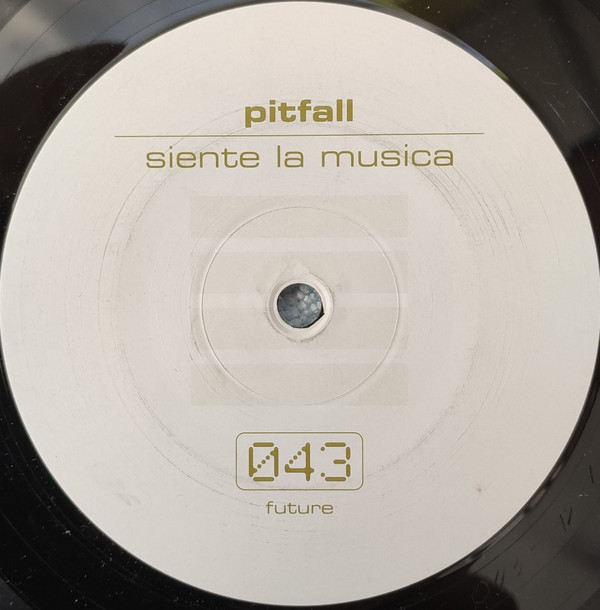 pitfall
siente la musica
043
future